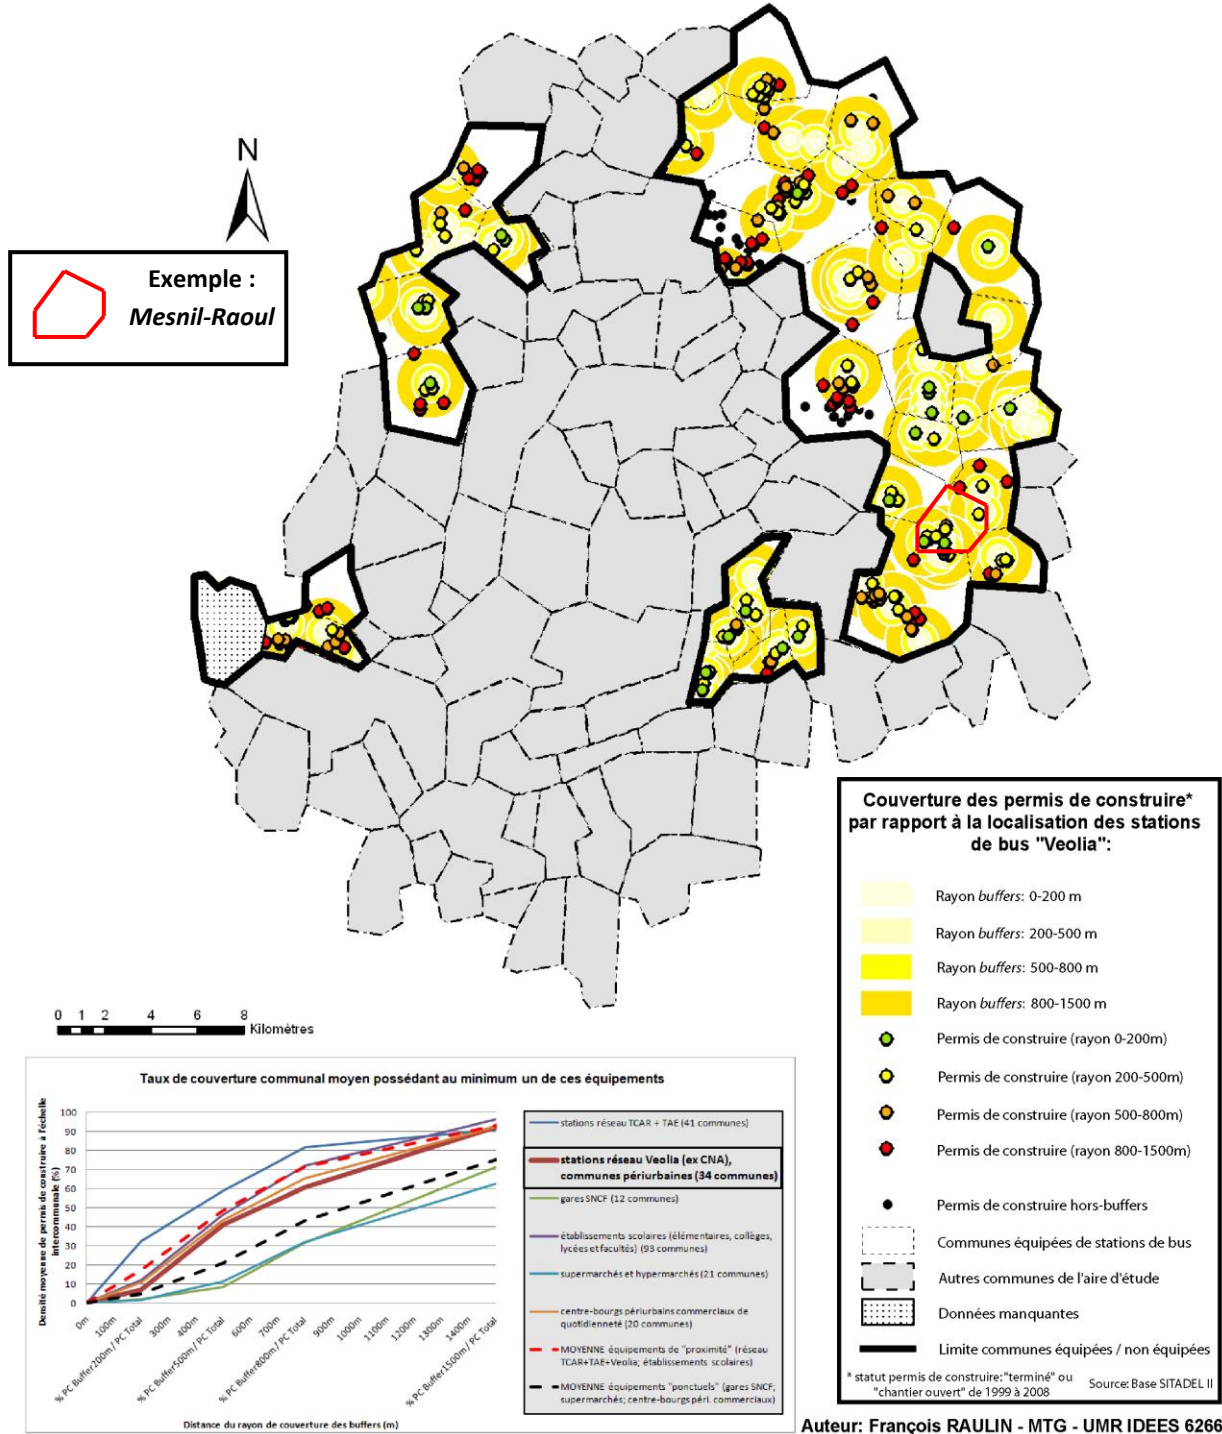 N
Exemple :
Mesnil-Raoul
0 1 2 4 6 8
Kilomètres
Couverture des permis de construire*
par rapport à la localisation des stations
de bus "Veolia":
Rayon buffers: 0-200 m
Rayon buffers: 200-500 m
Rayon buffers: 500-800 m
Rayon buffers: 800-1500 m
Permis de construire (rayon 0-200m)
Permis de construire (rayon 200-500m)
Permis de construire (rayon 500-800m)
Permis de construire (rayon 800-1500m)
Permis de construire hors-buffers
Communes équipées de stations de bus
Autres communes de l'aire d'étude
Données manquantes
Limite communes équipées / non équipées
* statut permis de construire:"terminé" ou
"chantier ouvert" de 1999 à 2008
Source: Base SITADEL II
Taux de couverture communal moyen possédant au minimum un de ces équipements
Densité moyenne de permis de construire à l'échelle
intercommunale (%)
100
90
80
70
60
50
40
30
20
10
0
0m
100m
% PC Buffer200m / PC Total
300m
400m
% PC Buffer500m / PC Total
600m
700m
% PC Buffer800m / PC Total
900m
1000m
1100m
1200m
1300m
1400m
% PC Buffer1500m / PC Total
Distance du rayon de couverture des buffers (m)
stations réseau TCAR + TAE (41 communes)
stations réseau Veolia (ex CNA),
communes périurbaines (34 communes)
gares SNCF (12 communes)
établissements scolaires (élémentaires, collèges,
lycées et facultés) (93 communes)
supermarchés et hypermarchés (21 communes)
centre-bourgs périurbains commerciaux de
quotidienneté (20 communes)
MOYENNE équipements de "proximité" (réseau
TCAR+TAE+Veolia; établissements scolaires)
MOYENNE équipements "ponctuels" (gares SNCF;
supermarchés; centre-bourgs péri. commerciaux)
Auteur: François RAULIN - MTG - UMR IDEES 6266